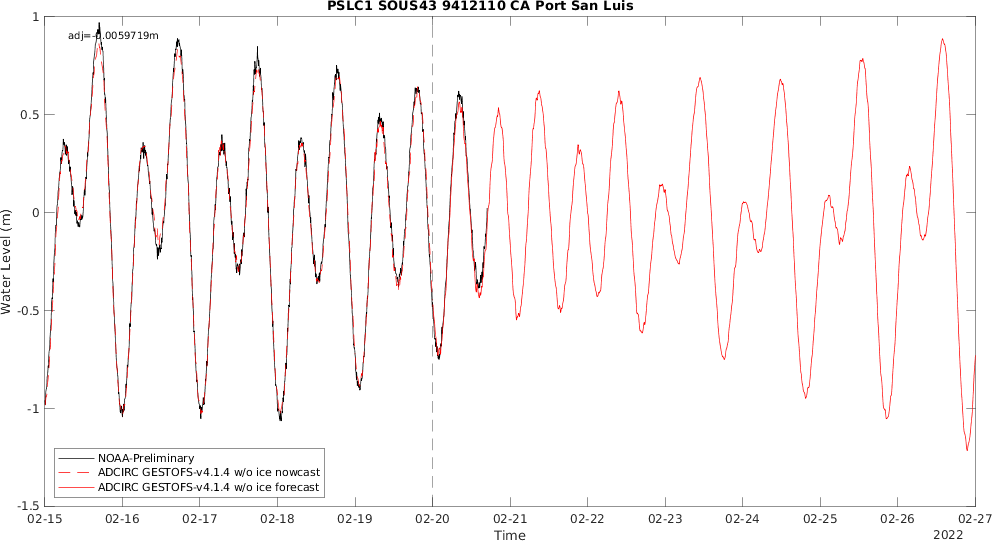 PSLC1 SOUS43 9412110 CA Port San Luis
adj=-0.0059719m
1
0.5
0
-0.5
-1
-1.5
Water Level (m)
NOAA-Preliminary
ADCIRC GESTOFS-v4.1.4 w/o ice nowcast
ADCIRC GESTOFS-v4.1.4 w/o ice forecast
02-15 02-16 02-17 02-18 02-19 02-20 02-21 02-22 02-23 02-24 02-25 02-26 02-27
Time
2022